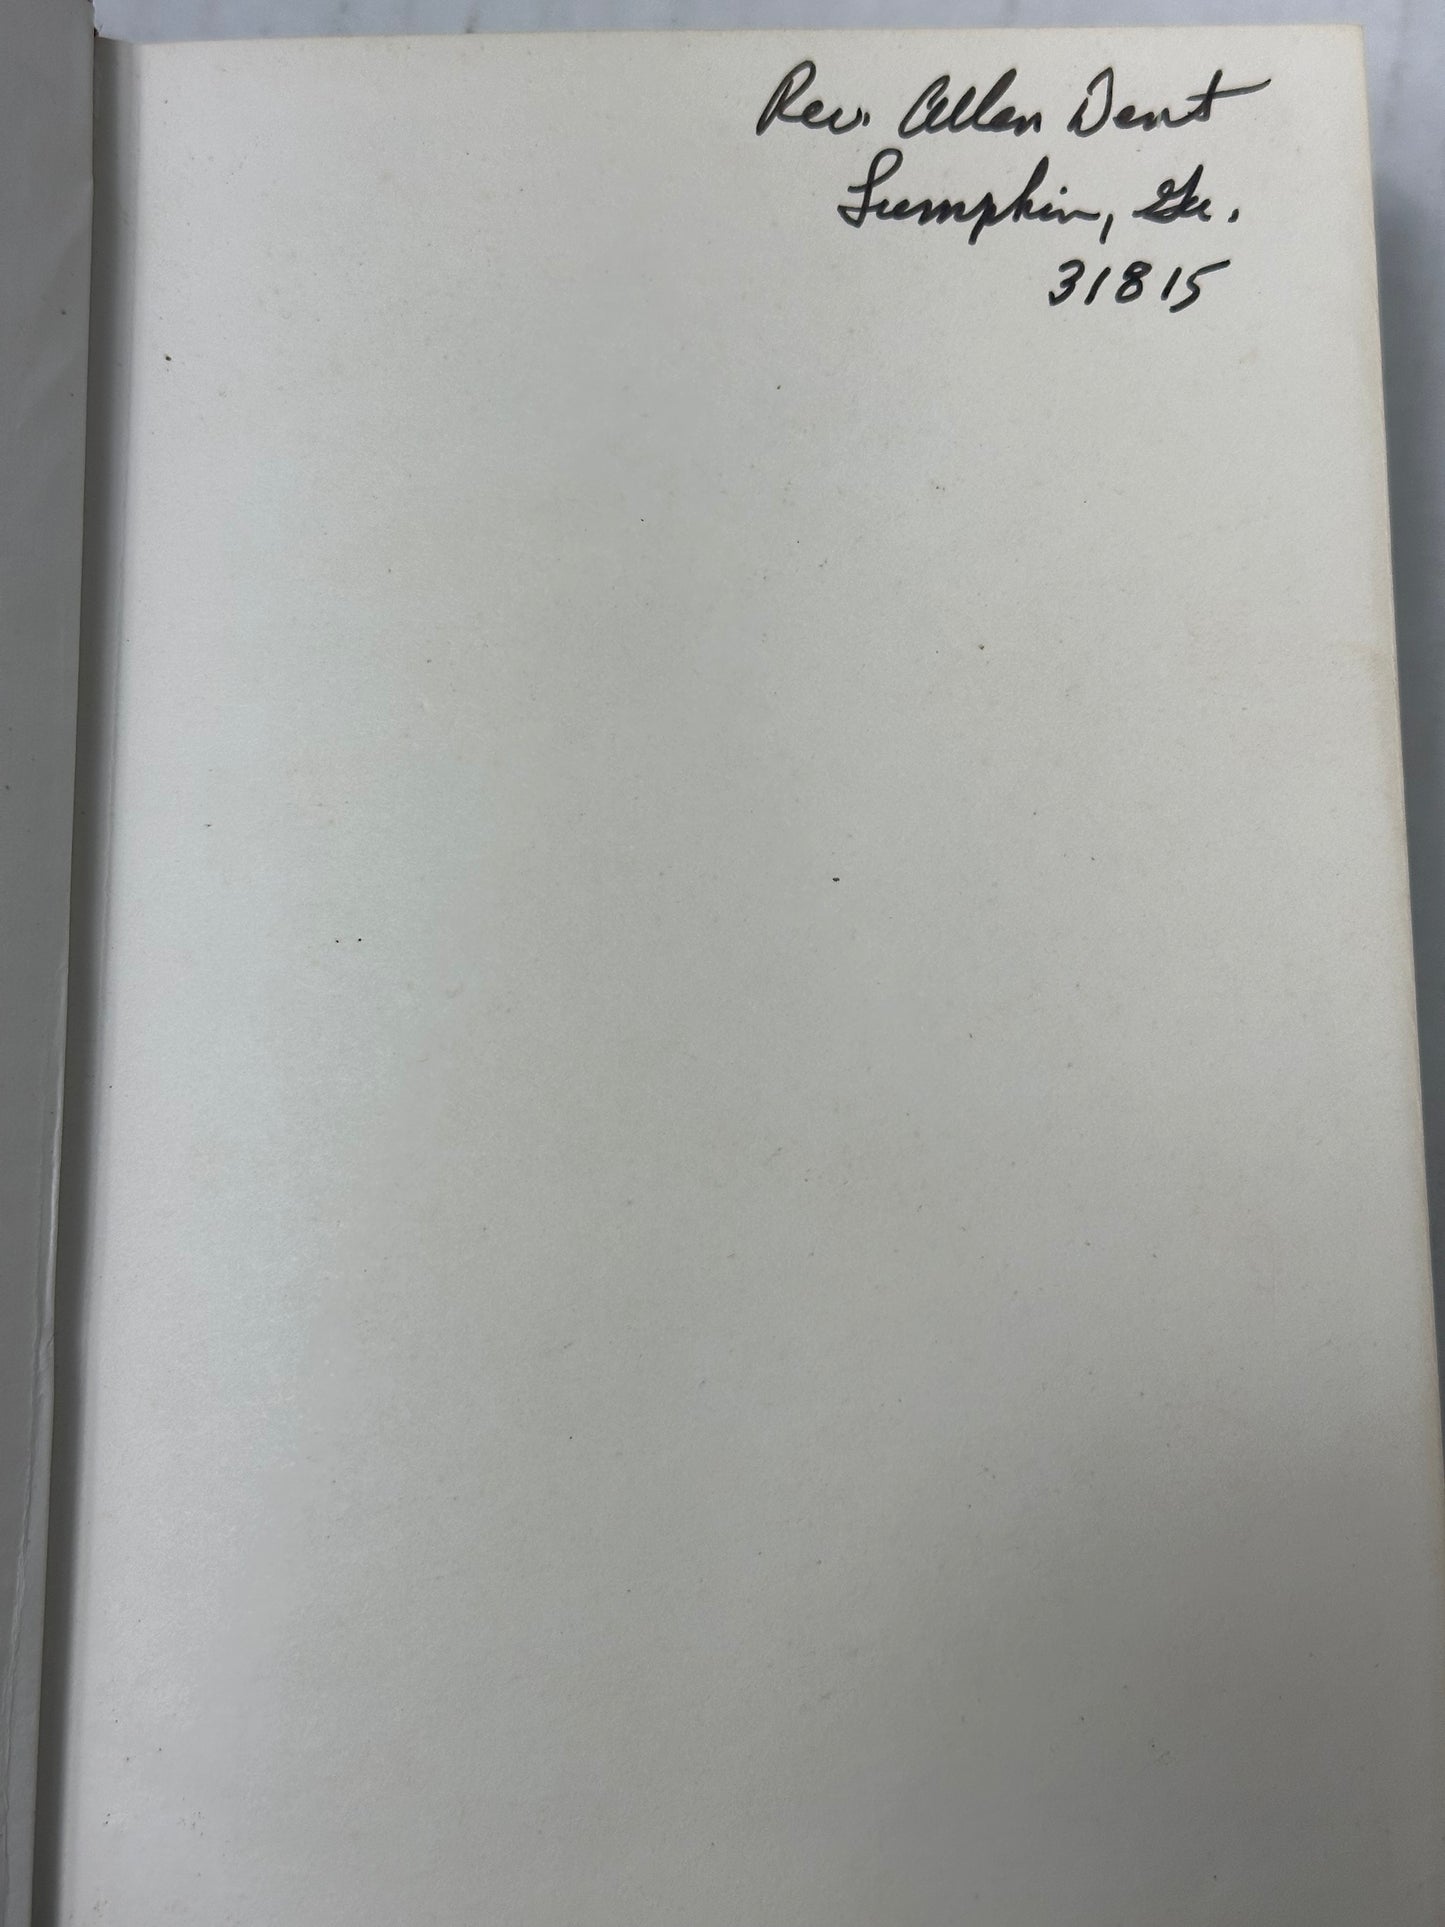 Rev. Allen Dent
Lumpkin, Ga.
31815